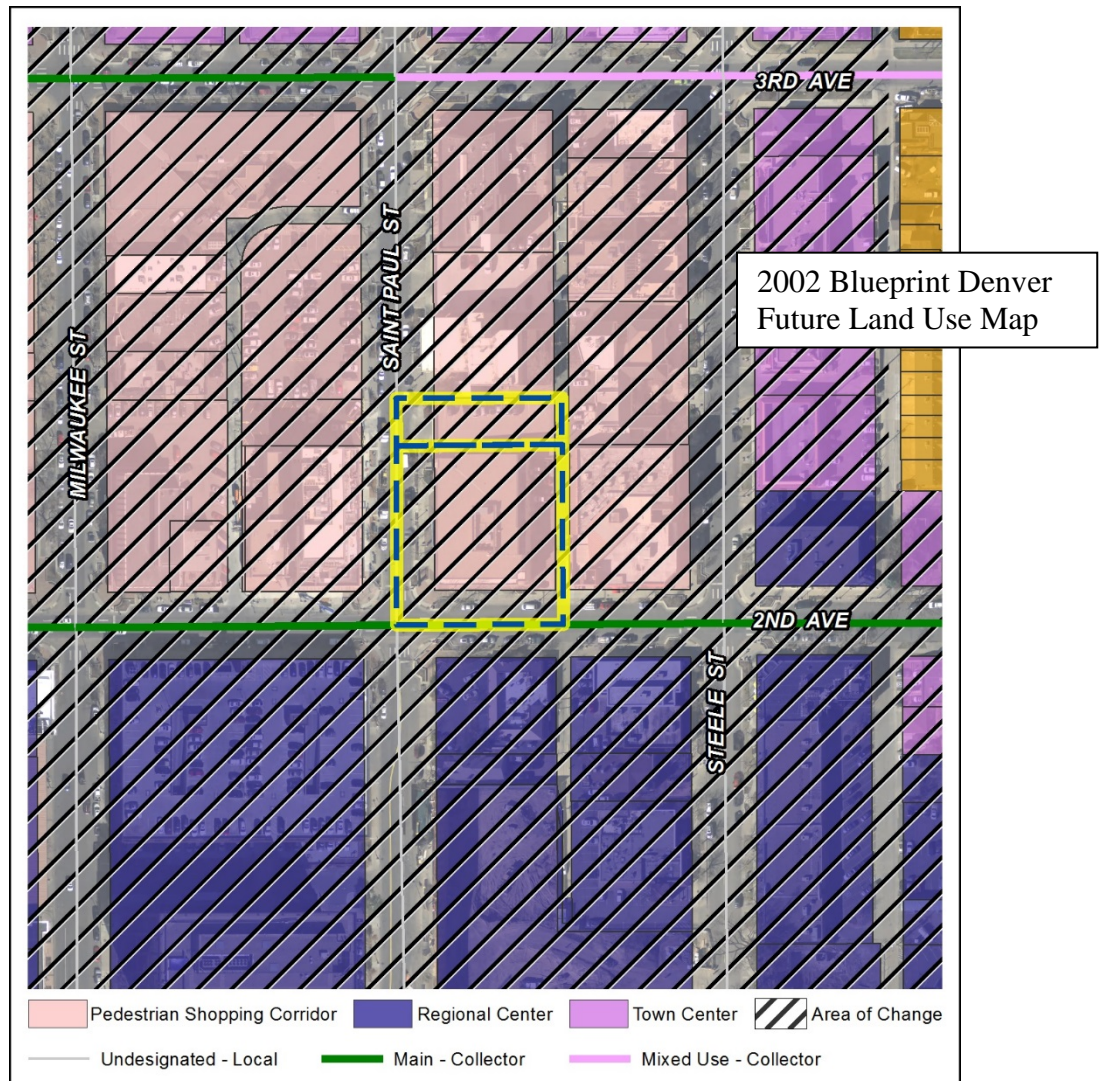 3RD AVE
SAINT PAUL ST
2002 Blueprint Denver
Future Land Use Map
MILWAUKEE ST
2ND AVE
STEELE ST
Pedestrian Shopping Corridor
Regional Center
Town Center
Area of Change
Undesignated - Local
Main - Collector
Mixed Use - Collector